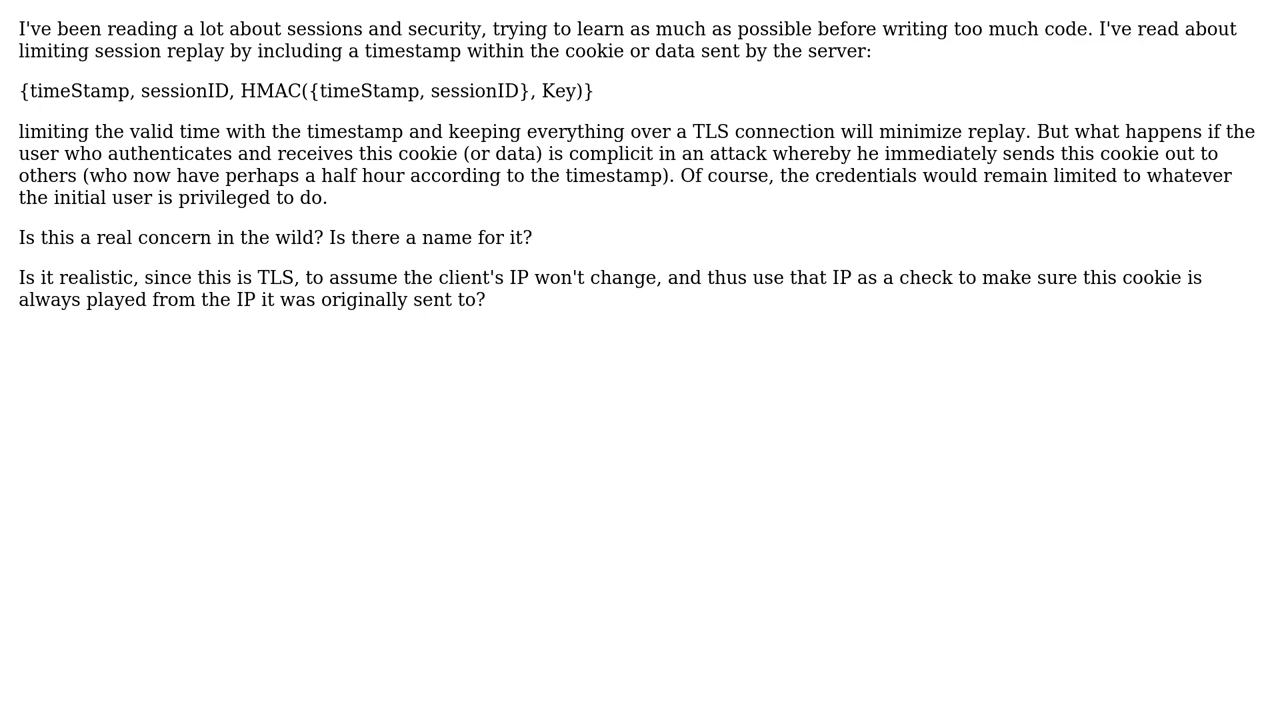 I've been reading a lot about sessions and security, trying to learn as much as possible before writing too much code. I've read about
limiting session replay by including a timestamp within the cookie or data sent by the server:
{timeStamp, sessionID, HMAC({timeStamp, sessionID}, Key)}
limiting the valid time with the timestamp and keeping everything over a TLS connection will minimize replay. But what happens if the
user who authenticates and receives this cookie (or data) is complicit in an attack whereby he immediately sends this cookie out to
others (who now have perhaps a half hour according to the timestamp). Of course, the credentials would remain limited to whatever
the initial user is privileged to do.
Is this a real concern in the wild? Is there a name for it?
Is it realistic, since this is TLS, to assume the client's IP won't change, and thus use that IP as a check to make sure this cookie is
always played from the IP it was originally sent to?